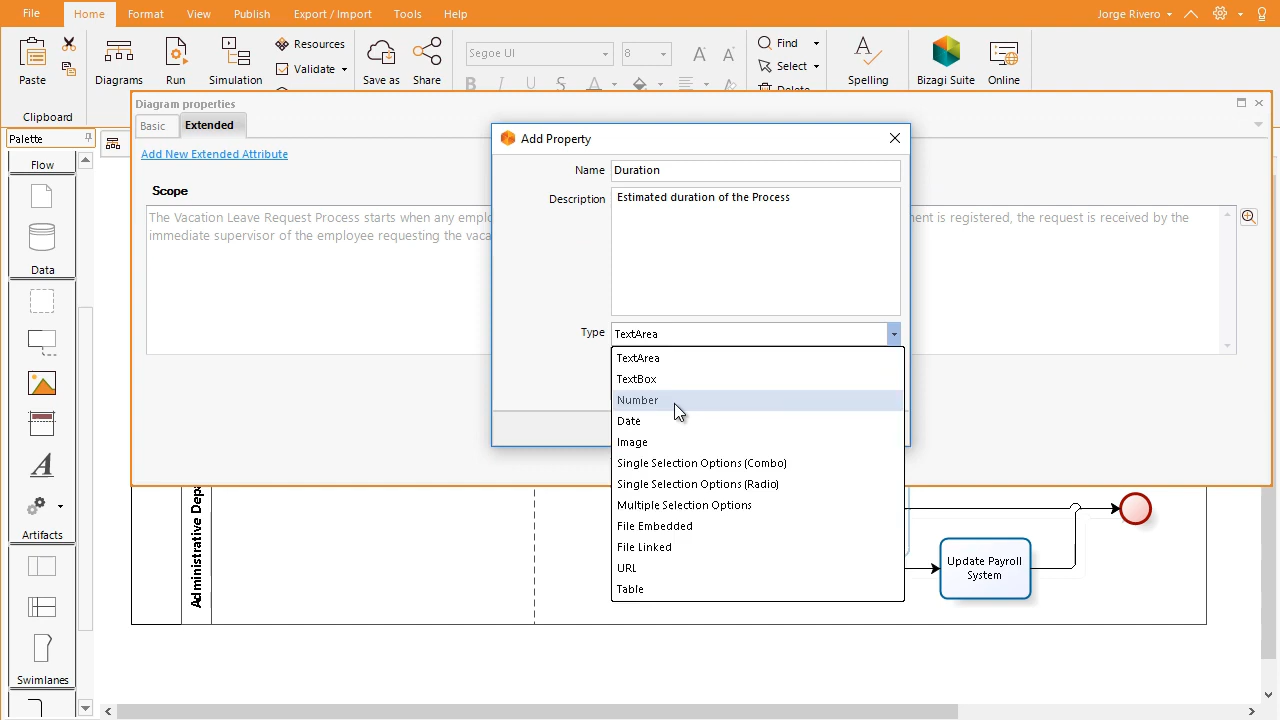 File Home Format View Publish Export / Import Tools Help Jorge Rivero
Paste
Clipboard
Diagrams
Run
Simulation
Resources
Validate
Save as
Share
Segoe UI
8
A A
B I U S A
Find
Select
Delete
Spelling
Bizagi Suite
Online
Diagram properties
Basic Extended
Palette
Add New Extended Attribute
Scope
The Vacation Leave Request Process starts when any emplo
ment is registered, the request is received by the
immediate supervisor of the employee requesting the vaca
Add Property
Name Duration
Description Estimated duration of the Process
Type TextArea
TextArea
TextBox
Number
Date
Image
Single Selection Options (Combo)
Single Selection Options (Radio)
Multiple Selection Options
File Embedded
File Linked
URL
Table
Flow
Data
A
Artifacts
Swimlanes
Administrative Depa
Update Payroll
System